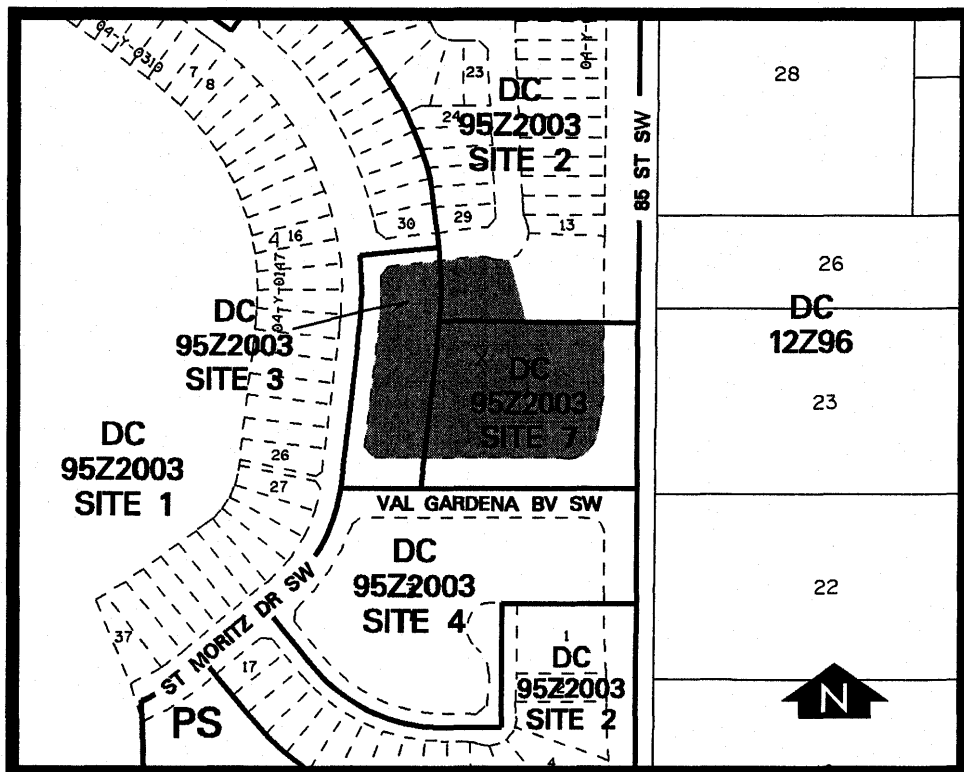 04-Y-0310
7
8
23
24
DC
95Z2003
SITE 2
85 ST SW
28
30
29
13
4
16
04-Y-0147
26
DC
12Z96
DC
95Z2003
SITE 3
DC
95Z2003
SITE 7
23
DC
95Z2003
SITE 1
26
27
VAL GARDENA BV SW
DC
95Z2003
SITE 4
22
ST MORITZ DR SW
37
17
1
DC
95Z2003
SITE 2
PS
N
4